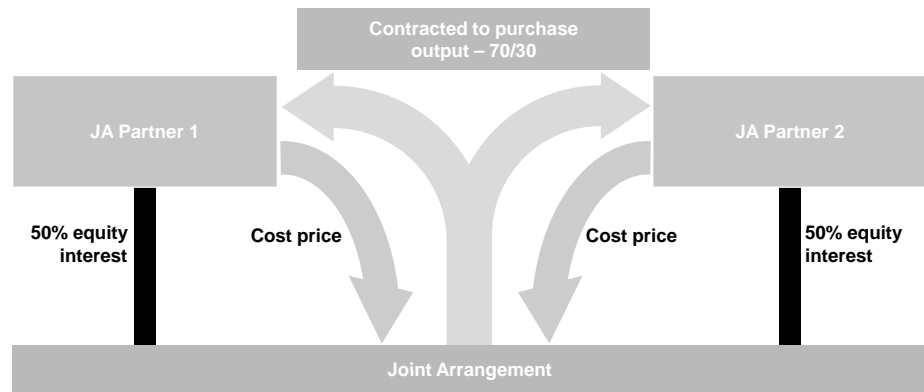 Contracted to purchase
output – 70/30
JA Partner 1
JA Partner 2
50% equity
interest
Cost price
Cost price
50% equity
interest
Joint Arrangement